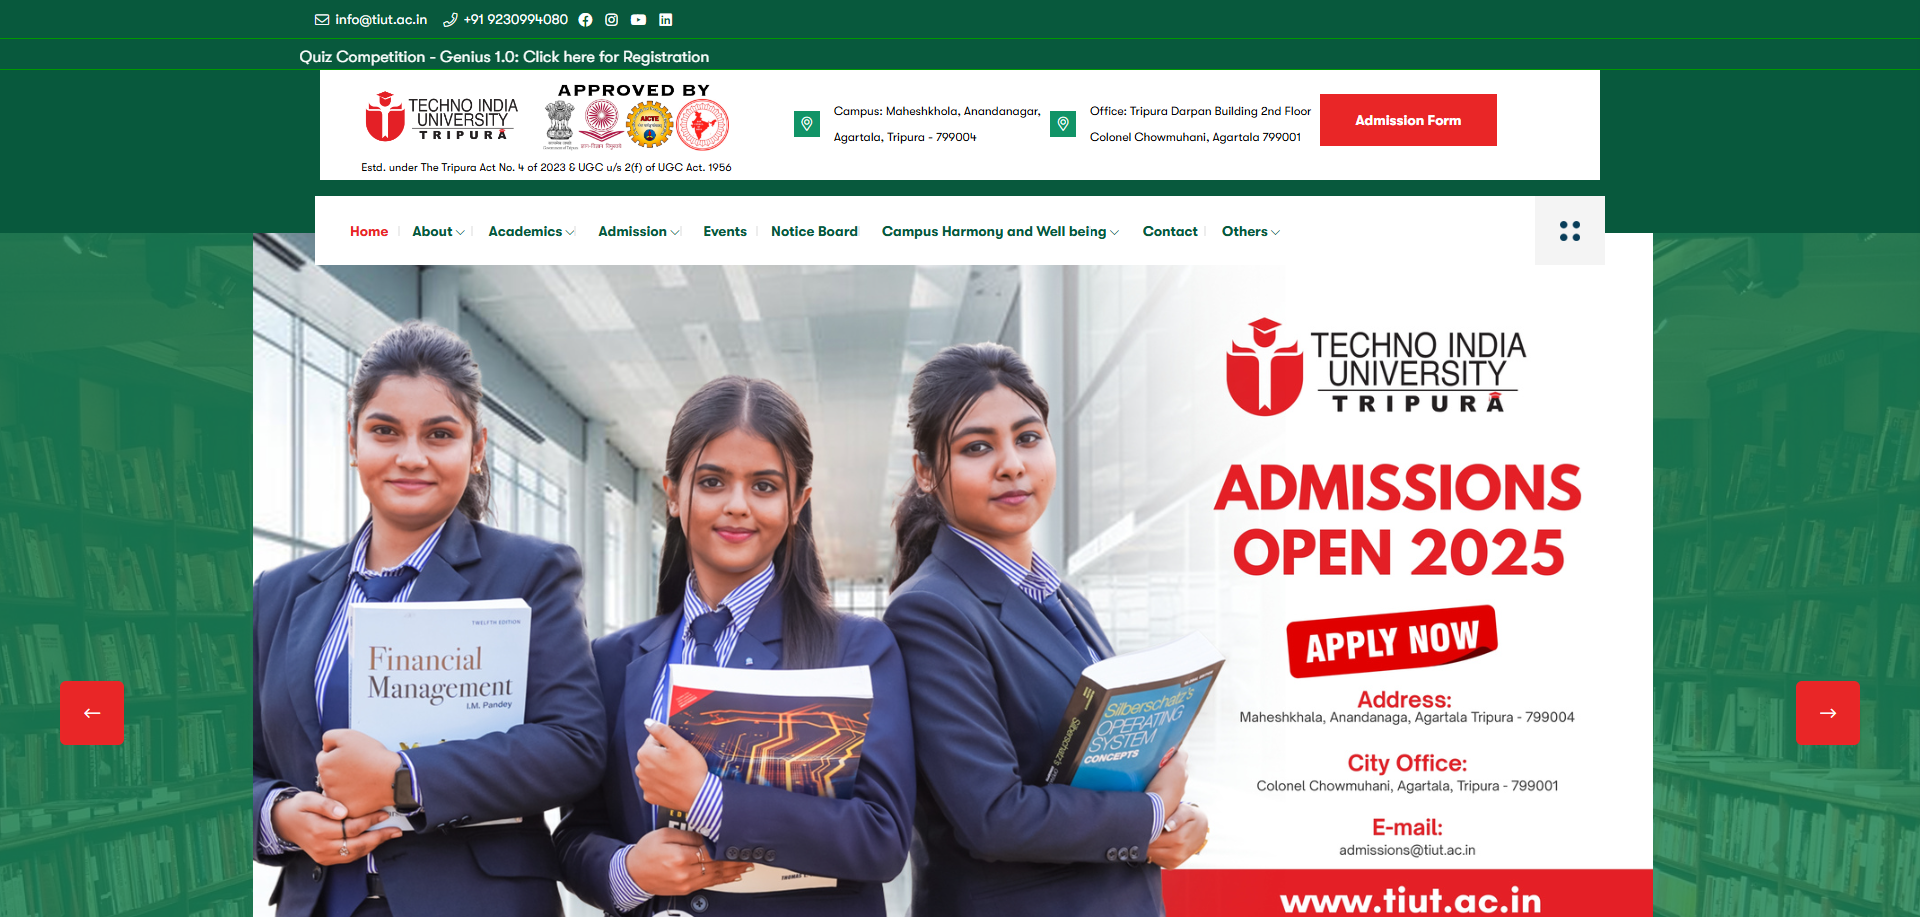 info@tiut.ac.in +91 9230994080
Quiz Competition - Genius 1.0: Click here for Registration
TECHNO INDIA
UNIVERSITY
TRIPURA
APPROVED BY
AICTE
Estd. under The Tripura Act No. 4 of 2023 & UGC u/s 2(f) of UGC Act. 1956
Campus: Maheshkhola, Anandanagar,
Agartala, Tripura - 799004
Office: Tripura Darpan Building 2nd Floor
Colonel Chowmuhani, Agartala 799001
Admission Form
Home About Academics Admission Events Notice Board Campus Harmony and Well being Contact Others
TECHNO INDIA
UNIVERSITY
TRIPURA
ADMISSIONS
OPEN 2025
APPLY NOW
Address:
Maheshkhala, Anandanaga, Agartala Tripura - 799004
City Office:
Colonel Chowmuhani, Agartala, Tripura - 799001
E-mail:
admissions@tiut.ac.in
www.tiut.ac.in
TWELFTH EDITION
Financial
Management
I.M. Pandey
Silberschatz's
OPERATING
SYSTEM
CONCEPTS